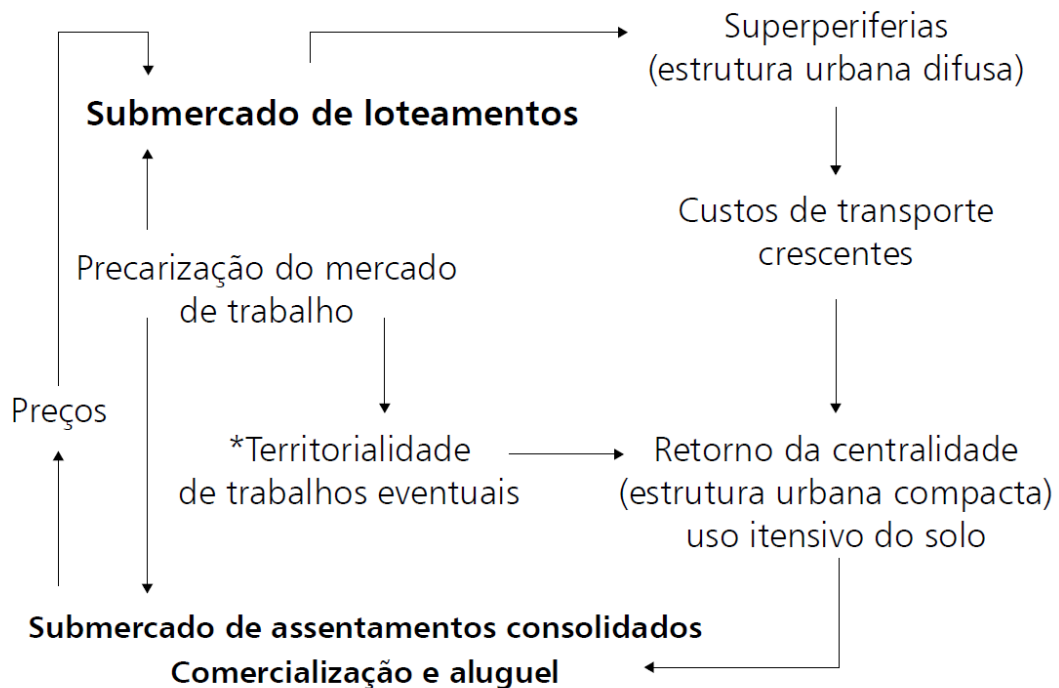 Superperiferias
(estrutura urbana difusa)
Submercado de loteamentos
Custos de transporte
crescentes
Precarização do mercado
de trabalho
Preços
*Territorialidade
de trabalhos eventuais
Retorno da centralidade
(estrutura urbana compacta)
uso itensivo do solo
Submercado de assentamentos consolidados
Comercialização e aluguel